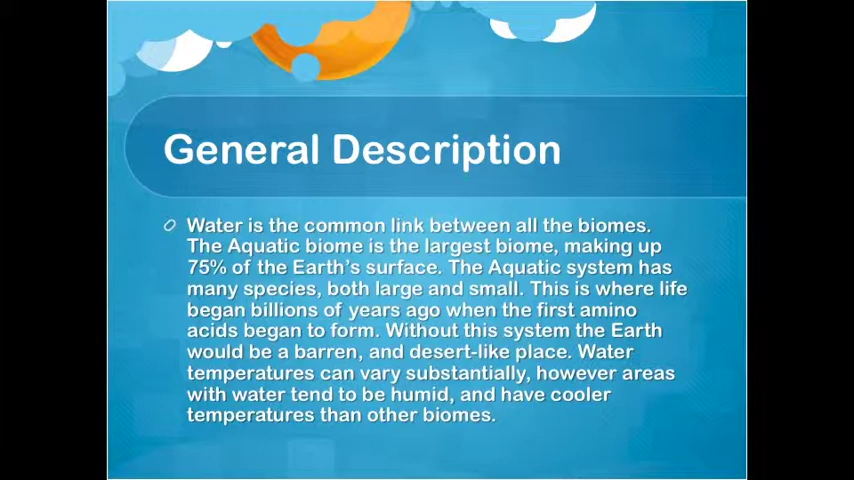 General Description
Water is the common link between all the biomes.
The Aquatic biome is the largest biome, making up
75% of the Earth's surface. The Aquatic system has
many species, both large and small. This is where life
began billions of years ago when the first amino
acids began to form. Without this system the Earth
would be a barren, and desert-like place. Water
temperatures can vary substantially, however areas
with water tend to be humid, and have cooler
temperatures than other biomes.